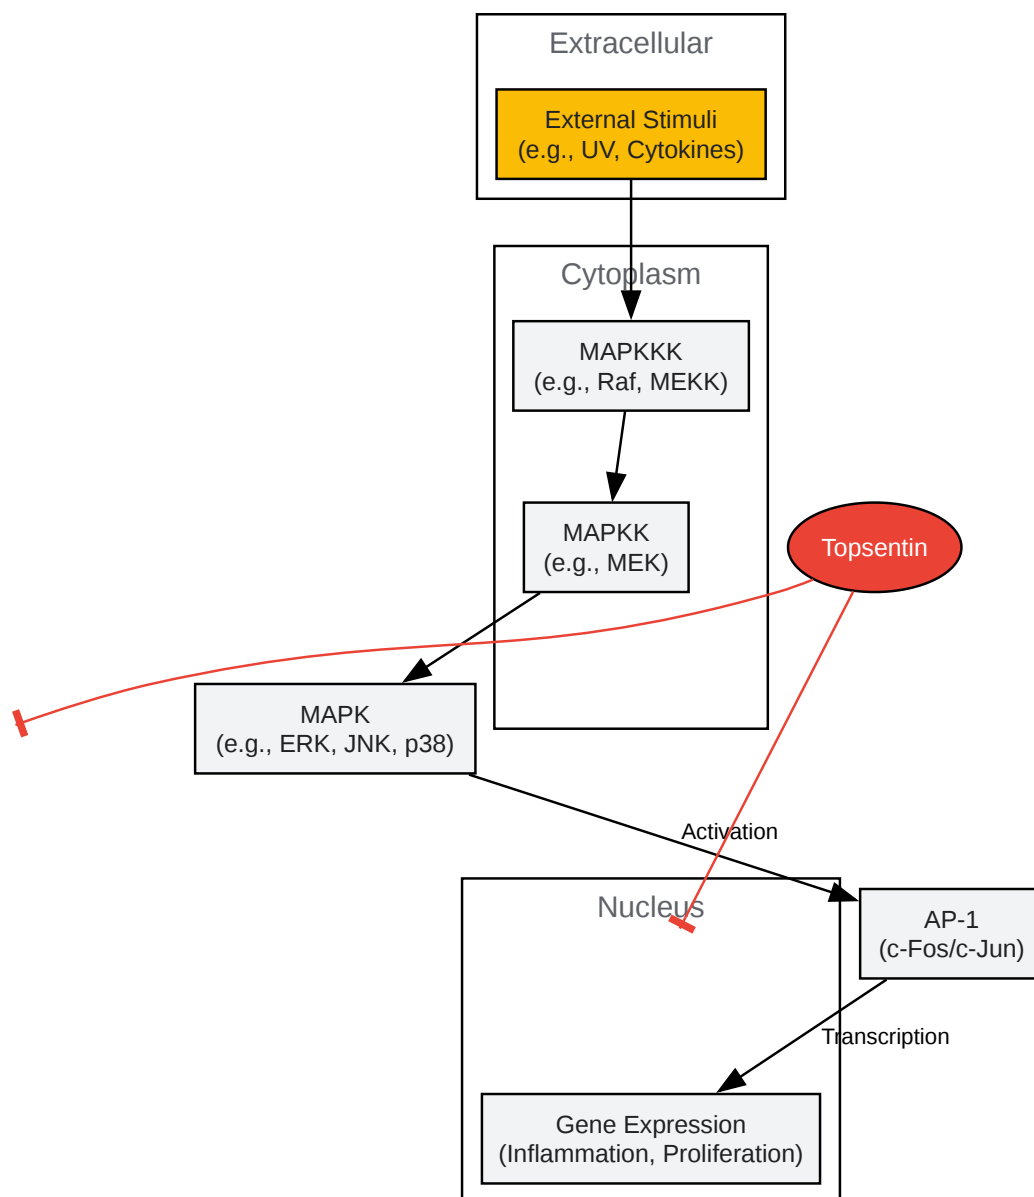 Extracellular
External Stimuli
(e.g., UV, Cytokines)
Cytoplasm
MAPKKK
(e.g., Raf, MEKK)
MAPKK
(e.g., MEK)
Topsentin
MAPK
(e.g., ERK, JNK, p38)
Activation
Nucleus
AP-1
(c-Fos/c-Jun)
Transcription
Gene Expression
(Inflammation, Proliferation)